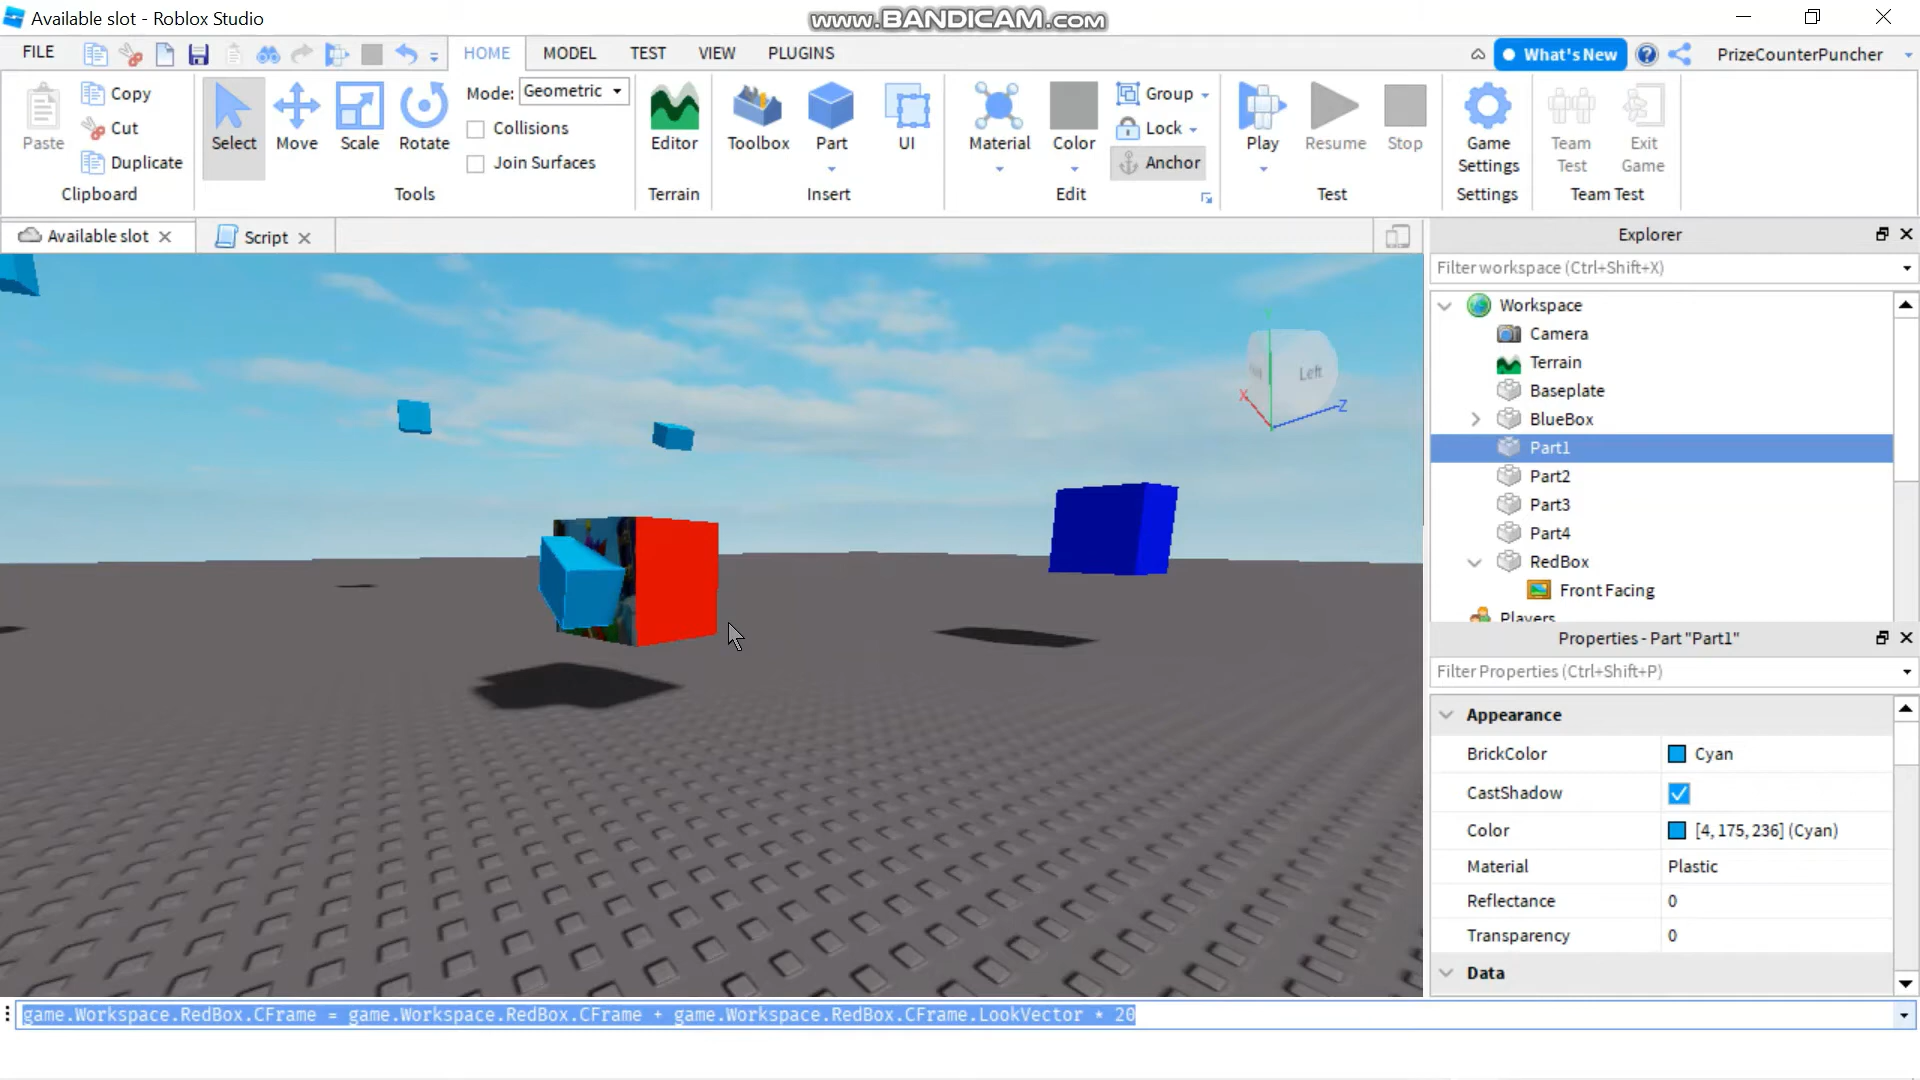 Available slot - Roblox Studio
www.BANDICAM.com
FILE
HOME
MODEL
TEST
VIEW
PLUGINS
What's New
PrizeCounterPuncher
Paste
Copy
Cut
Duplicate
Clipboard
Select
Move
Scale
Rotate
Mode: Geometric
Collisions
Join Surfaces
Tools
Editor
Terrain
Toolbox
Part
UI
Insert
Material
Color
Group
Lock
Anchor
Edit
Play
Resume
Stop
Test
Game Settings
Settings
Team Test
Exit Game
Team Test
Available slot
Script
Left
X
Z
Explorer
Filter workspace (Ctrl+Shift+X)
Workspace
Camera
Terrain
Baseplate
BlueBox
Part1
Part2
Part3
Part4
RedBox
Front Facing
Players
Properties - Part "Part1"
Filter Properties (Ctrl+Shift+P)
Appearance
BrickColor Cyan
CastShadow
Color [4, 175, 236] (Cyan)
Material Plastic
Reflectance 0
Transparency 0
Data
game.Workspace.RedBox.CFrame = game.Workspace.RedBox.CFrame + game.Workspace.RedBox.CFrame.LookVector * 20